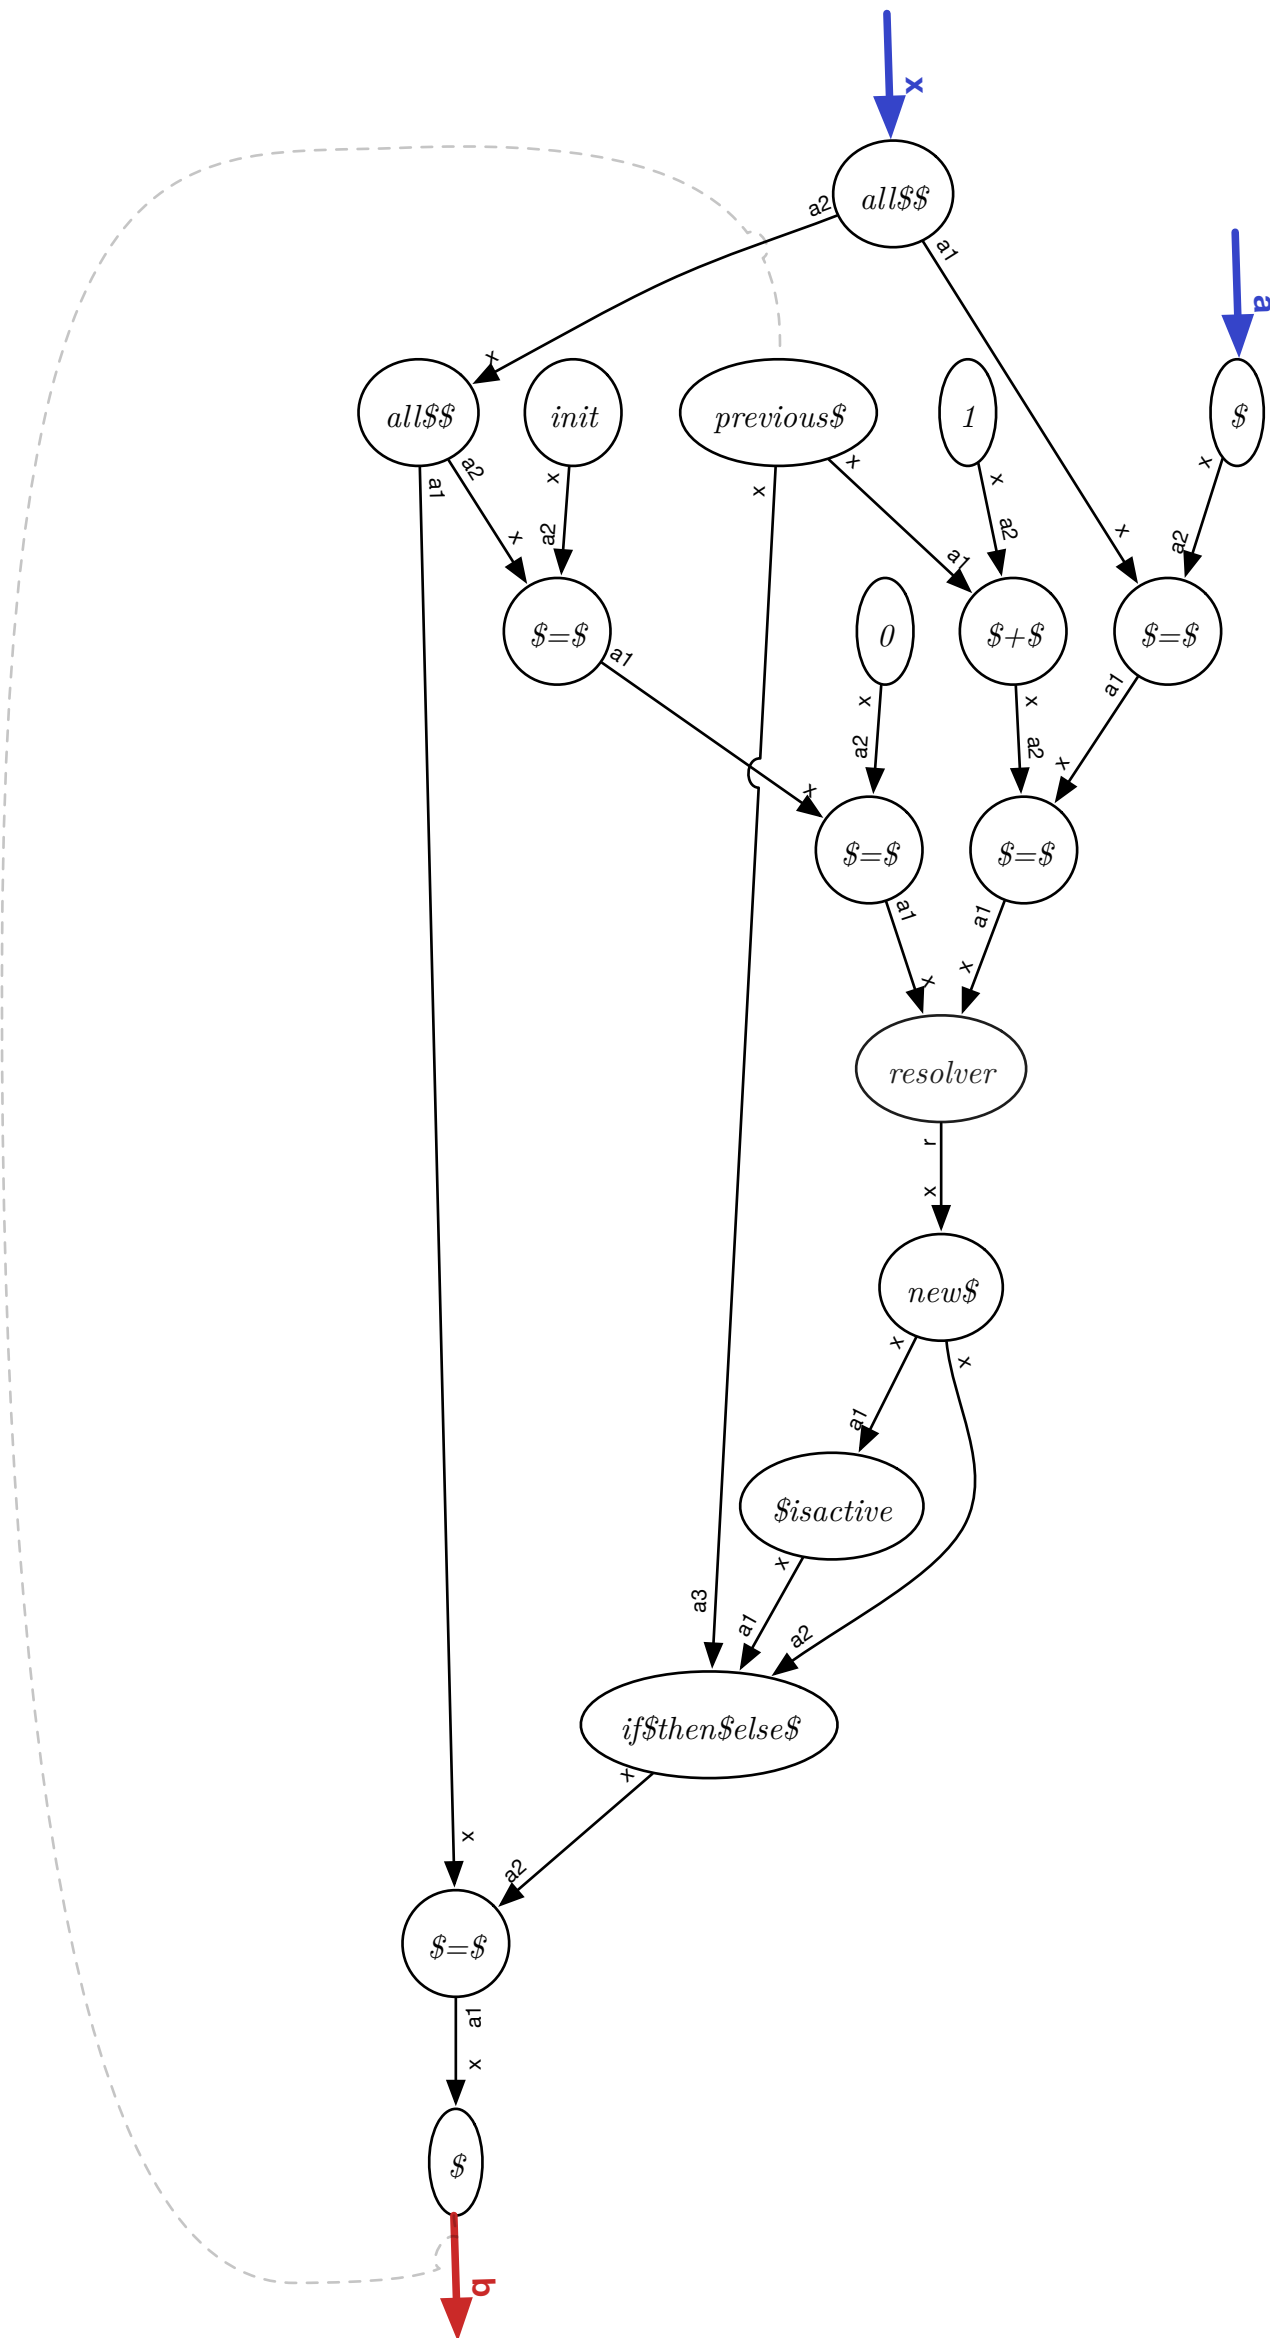 x
all$$
a2
a1
a
x
all$$
init
previous$
1
$
a1
a2
x
x
x
x
x
x
a2
a1
a2
x
a2
$=$
0
$+$
$=$
a1
x
a2
x
a2
a1
x
x
$=$
$=$
a1
a1
x
x
resolver
r
x
new$
x
x
a1
$isactive
x
a3
a1
a2
if$then$else$
x
x
a2
$=$
a1
x
$
b